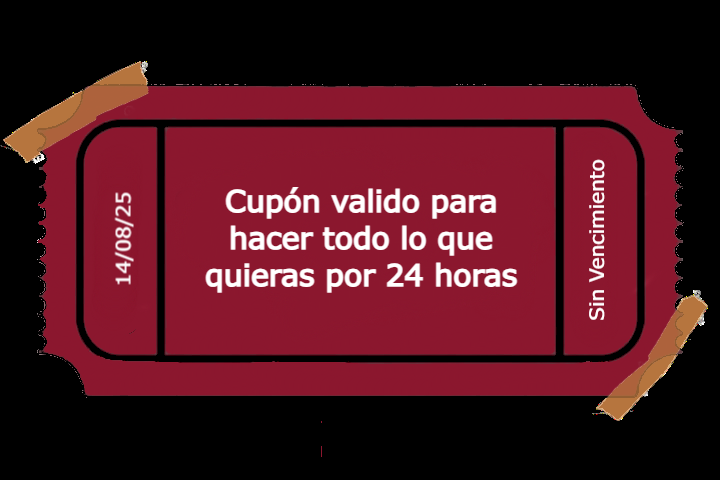 14/08/25
Cupón valido para
hacer todo lo que
quieras por 24 horas
Sin Vencimiento